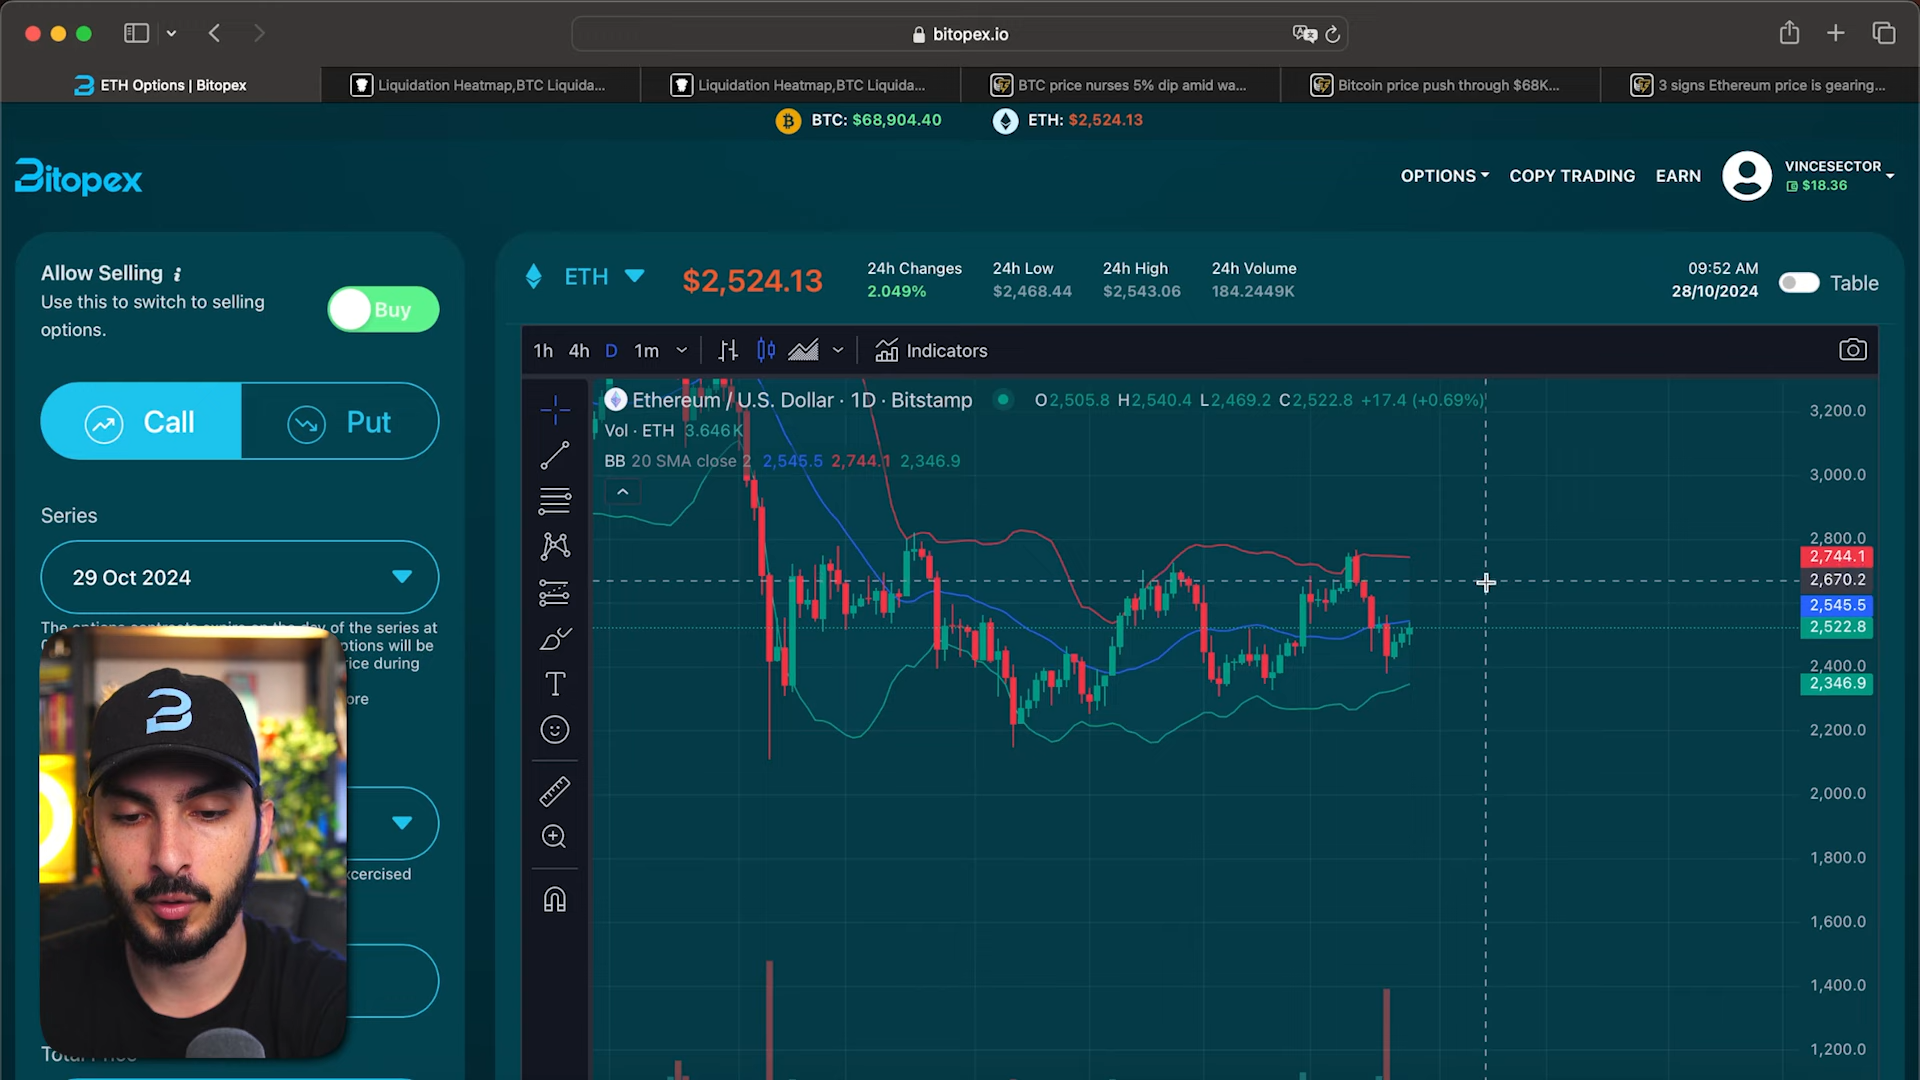 bitopex.io
ETH Options | Bitopex
Liquidation Heatmap,BTC Liquida...
Liquidation Heatmap,BTC Liquida...
BTC price nurses 5% dip amid wa...
Bitcoin price push through $68K...
3 signs Ethereum price is gearing...
BTC: $68,904.40
ETH: $2,524.13
Bitopex
OPTIONS
COPY TRADING
EARN
VINCESECTOR
$18.36
Allow Selling
Use this to switch to selling
options.
Buy
Call
Put
Series
29 Oct 2024
The options contracts expire on the day of the series at
ptions will be
rice during
ore
xcercised
ETH
$2,524.13
24h Changes
2.049%
24h Low
$2,468.44
24h High
$2,543.06
24h Volume
184.2449K
09:52 AM
28/10/2024
Table
1h 4h D 1m
Indicators
Ethereum / U.S. Dollar · 1D · Bitstamp
O2,505.8 H2,540.4 L2,469.2 C2,522.8 +17.4 (+0.69%)
Vol · ETH 3.646K
BB 20 SMA close 2 2,545.5 2,744.1 2,346.9
3,200.0
3,000.0
2,800.0
2,744.1
2,670.2
2,545.5
2,522.8
2,400.0
2,346.9
2,200.0
2,000.0
1,800.0
1,600.0
1,400.0
1,200.0